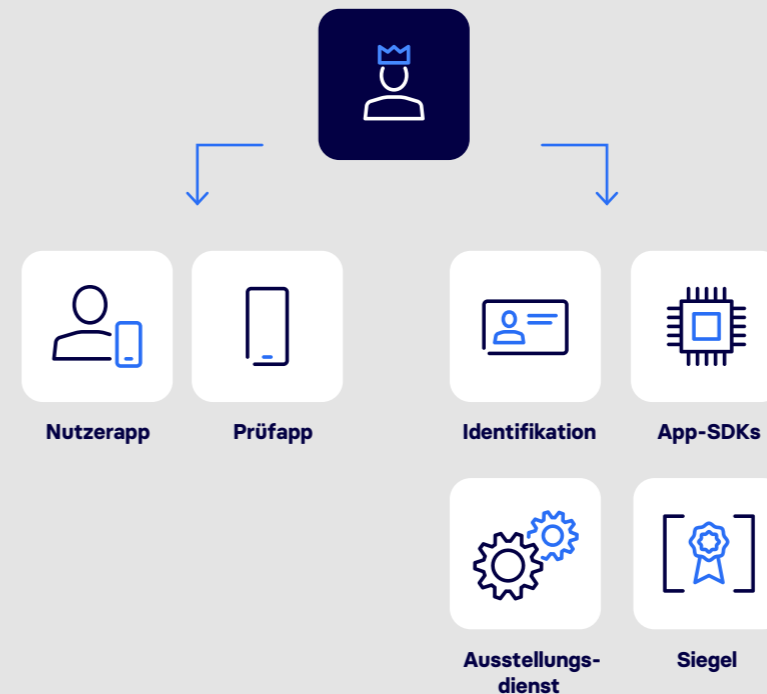 Nutzerapp
Prüfapp
Identifikation
App-SDKs
Ausstellungs-
dienst
Siegel